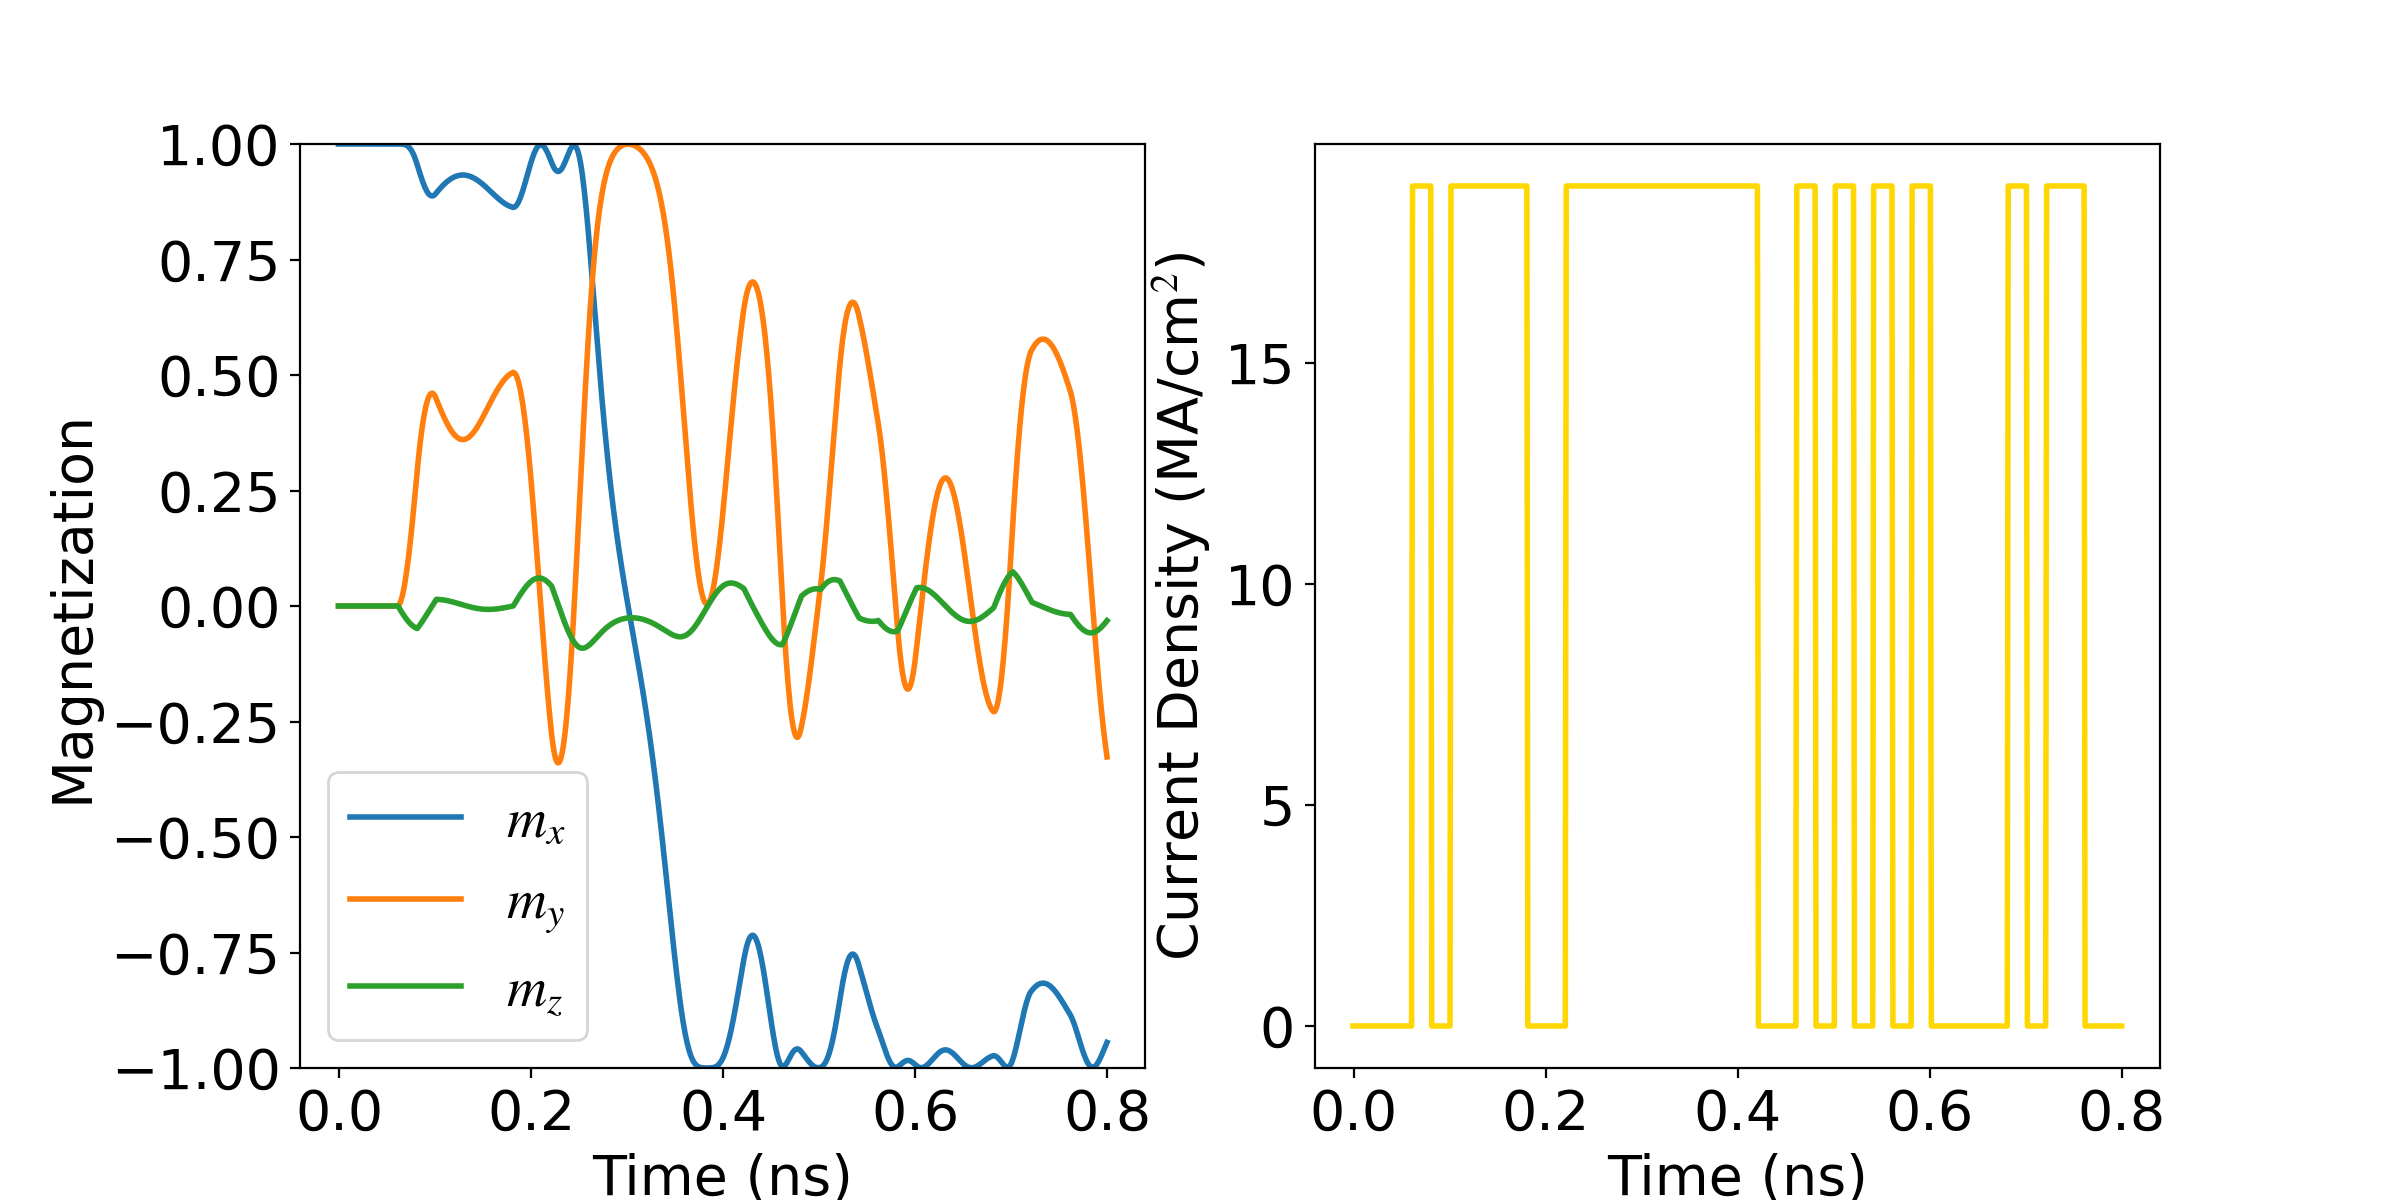 Magnetization
1.00
0.75
0.50
0.25
0.00
−0.25
−0.50
−0.75
−1.00
m_x
m_y
m_z
0.0 0.2 0.4 0.6 0.8
Time (ns)
Current Density (MA/cm²)
15
10
5
0
0.0 0.2 0.4 0.6 0.8
Time (ns)